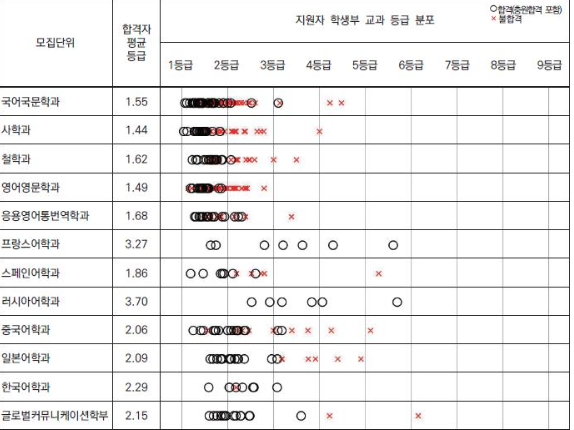 모집단위
합격자
평균
등급
지원자 학생부 교과 등급 분포
○합격(충원합격 포함)
× 불합격
1등급 2등급 3등급 4등급 5등급 6등급 7등급 8등급 9등급
국어국문학과 1.55
사학과 1.44
철학과 1.62
영어영문학과 1.49
응용영어통번역학과 1.68
프랑스어학과 3.27
스페인어학과 1.86
러시아어학과 3.70
중국어학과 2.06
일본어학과 2.09
한국어학과 2.29
글로벌커뮤니케이션학부 2.15